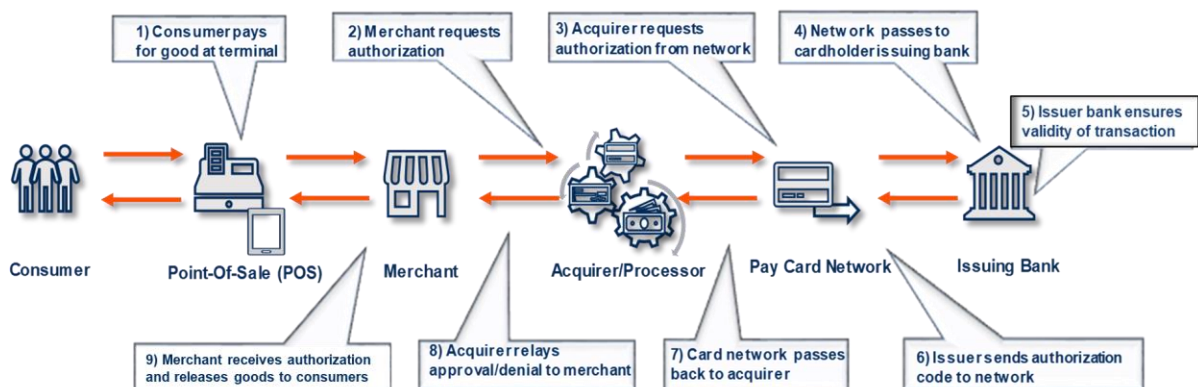 1) Consumer pays
for good at terminal
2) Merchant requests
authorization
3) Acquirer requests
authorization from network
4) Network passes to
cardholder issuing bank
5) Issuer bank ensures
validity of transaction
Consumer
Point-Of-Sale (POS)
Merchant
Acquirer/Processor
Pay Card Network
Issuing Bank
9) Merchant receives authorization
and releases goods to consumers
8) Acquirer relays
approval/denial to merchant
7) Card network passes
back to acquirer
6) Issuer sends authorization
code to network